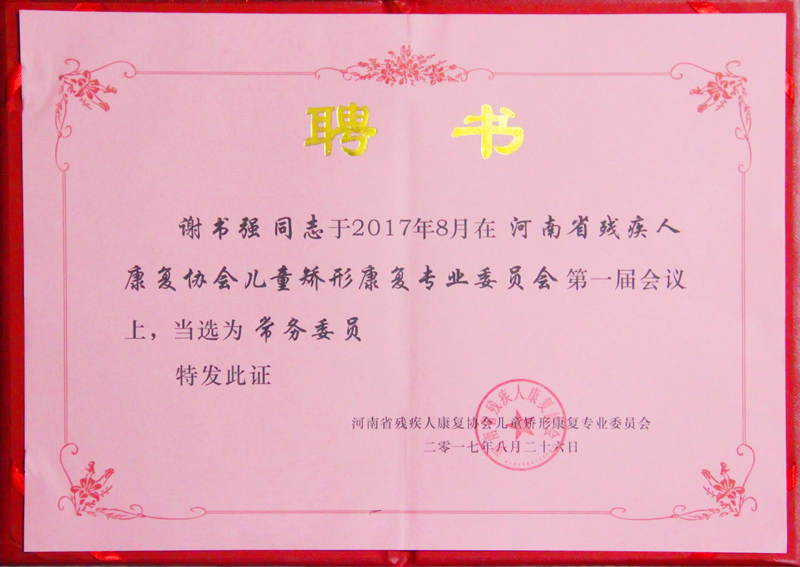 聘 书
谢书强同志于2017年8月在 河南省残疾人
康复协会儿童矫形康复专业委员会 第一届会议
上，当选为 常务委员
特发此证
河南省残疾人康复协会儿童矫形康复专业委员会
二零一七年八月二十六日